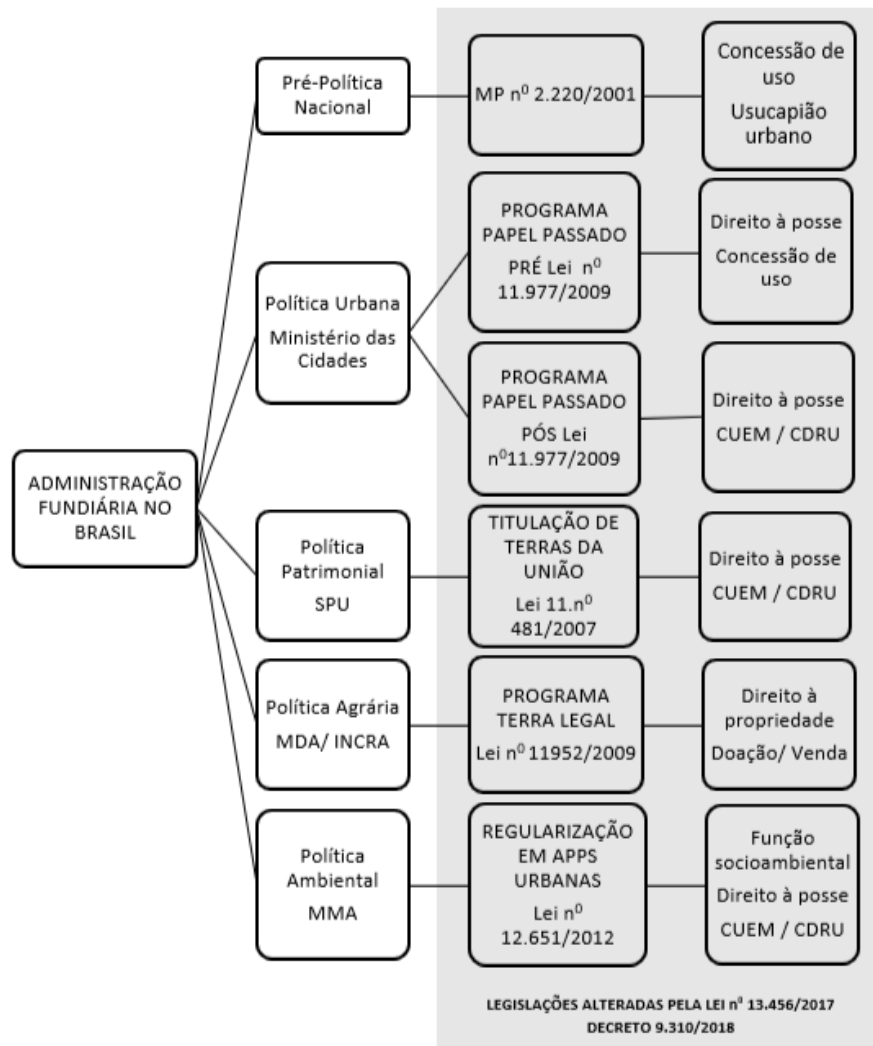 Pré-Política
Nacional
MP nº 2.220/2001
Concessão de
uso
Usucapião
urbano
Política Urbana
Ministério das
Cidades
PROGRAMA
PAPEL PASSADO
PRÉ Lei nº
11.977/2009
Direito à posse
Concessão de
uso
PROGRAMA
PAPEL PASSADO
PÓS Lei
nº11.977/2009
Direito à posse
CUEM / CDRU
ADMINISTRAÇÃO
FUNDIÁRIA NO
BRASIL
Política
Patrimonial
SPU
TITULAÇÃO DE
TERRAS DA
UNIÃO
Lei 11.nº
481/2007
Direito à posse
CUEM / CDRU
Política Agrária
MDA/ INCRA
PROGRAMA
TERRA LEGAL
Lei nº 11952/2009
Direito à
propriedade
Doação/ Venda
Política
Ambiental
MMA
REGULARIZAÇÃO
EM APPS
URBANAS
Lei nº
12.651/2012
Função
socioambiental
Direito à posse
CUEM / CDRU
LEGISLAÇÕES ALTERADAS PELA LEI nº 13.456/2017
DECRETO 9.310/2018